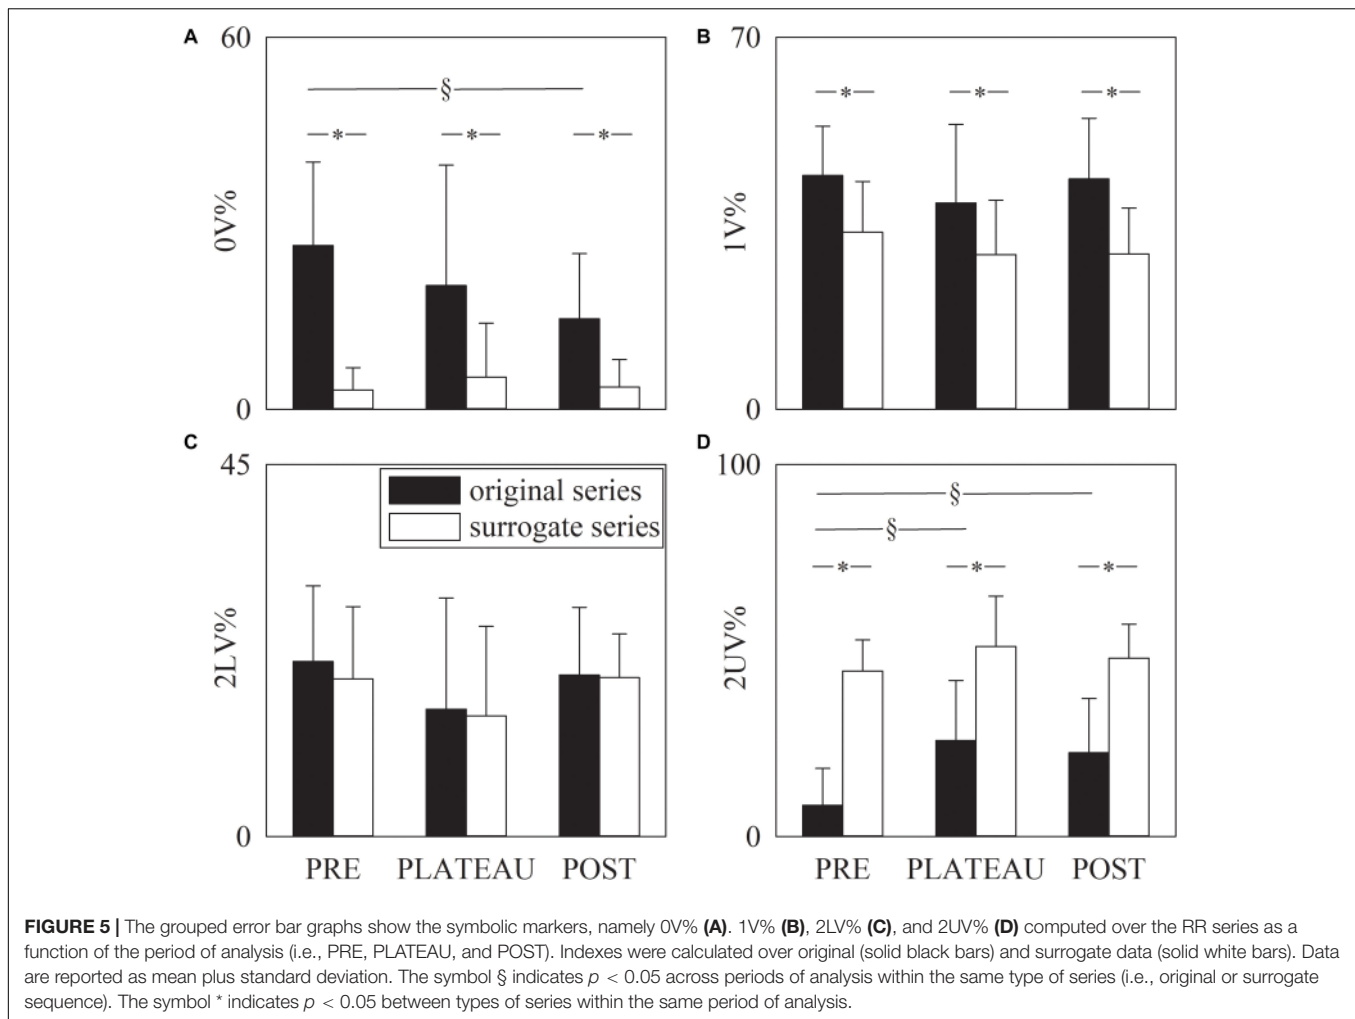 A
60
§
*
*
*
0V%
0
B
70
*
*
*
1V%
0
C
45
original series
surrogate series
2LV%
0
PRE
PLATEAU
POST
D
100
§
§
*
*
*
2UV%
0
PRE
PLATEAU
POST
FIGURE 5 | The grouped error bar graphs show the symbolic markers, namely 0V% (A). 1V% (B), 2LV% (C), and 2UV% (D) computed over the RR series as a
function of the period of analysis (i.e., PRE, PLATEAU, and POST). Indexes were calculated over original (solid black bars) and surrogate data (solid white bars). Data
are reported as mean plus standard deviation. The symbol § indicates p < 0.05 across periods of analysis within the same type of series (i.e., original or surrogate
sequence). The symbol * indicates p < 0.05 between types of series within the same period of analysis.